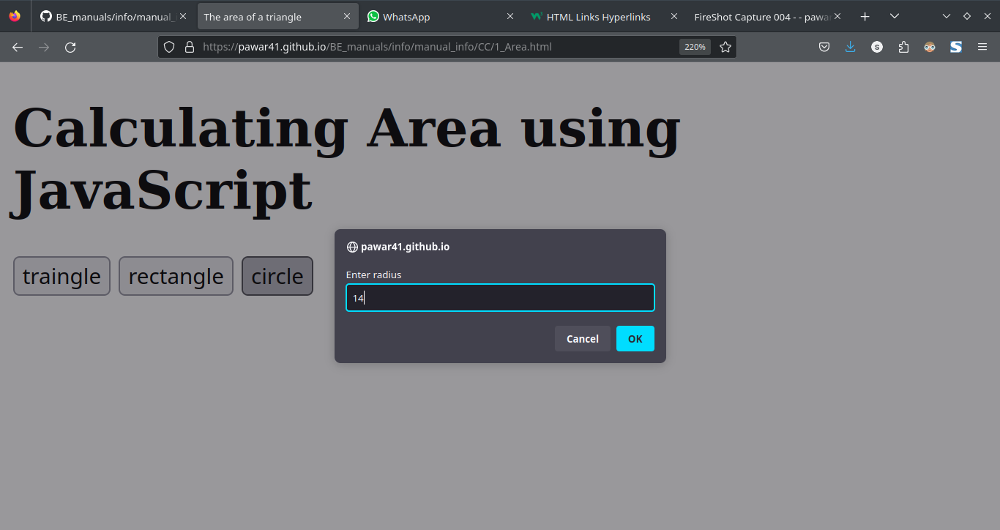 BE_manuals/info/manual_
The area of a triangle
WhatsApp
HTML Links Hyperlinks
FireShot Capture 004 - - pawa
https://pawar41.github.io/BE_manuals/info/manual_info/CC/1_Area.html
220%
S
S
Calculating Area using
JavaScript
traingle
rectangle
circle
pawar41.github.io
Enter radius
14
Cancel
OK